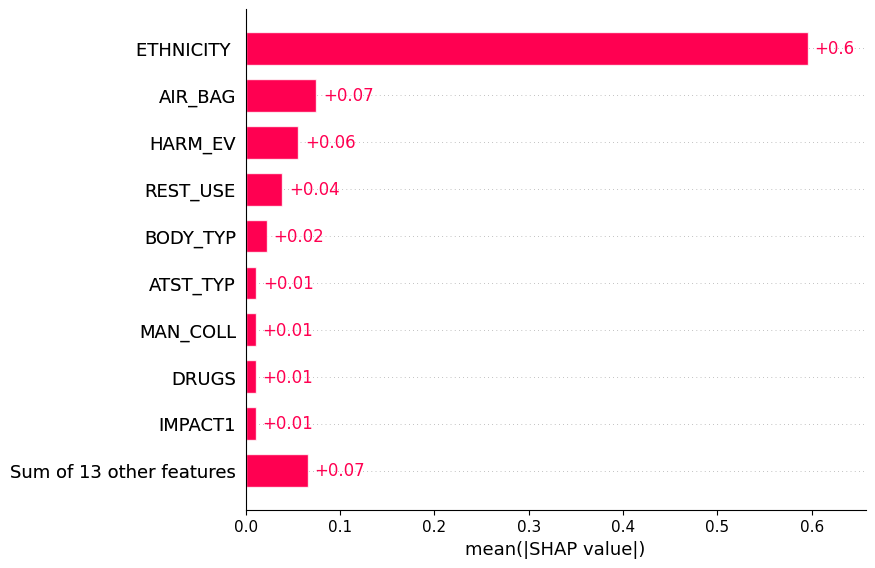 ETHNICITY +0.6
AIR_BAG +0.07
HARM_EV +0.06
REST_USE +0.04
BODY_TYP +0.02
ATST_TYP +0.01
MAN_COLL +0.01
DRUGS +0.01
IMPACT1 +0.01
Sum of 13 other features +0.07
0.0 0.1 0.2 0.3 0.4 0.5 0.6
mean(|SHAP value|)